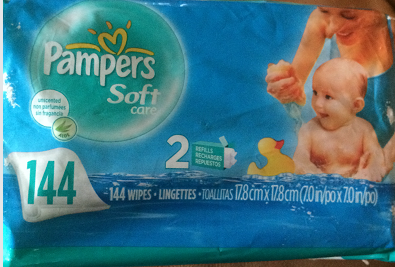 Pampers
Soft
care
unscented
non parfumées
sin fragancia
2
REFILLS
RECHARGES
REPUESTOS
144
144 WIPES • LINGETTES • TOALLITAS 17.8 cm x 17.8 cm (7.0 in/po x 7.0 in/po)